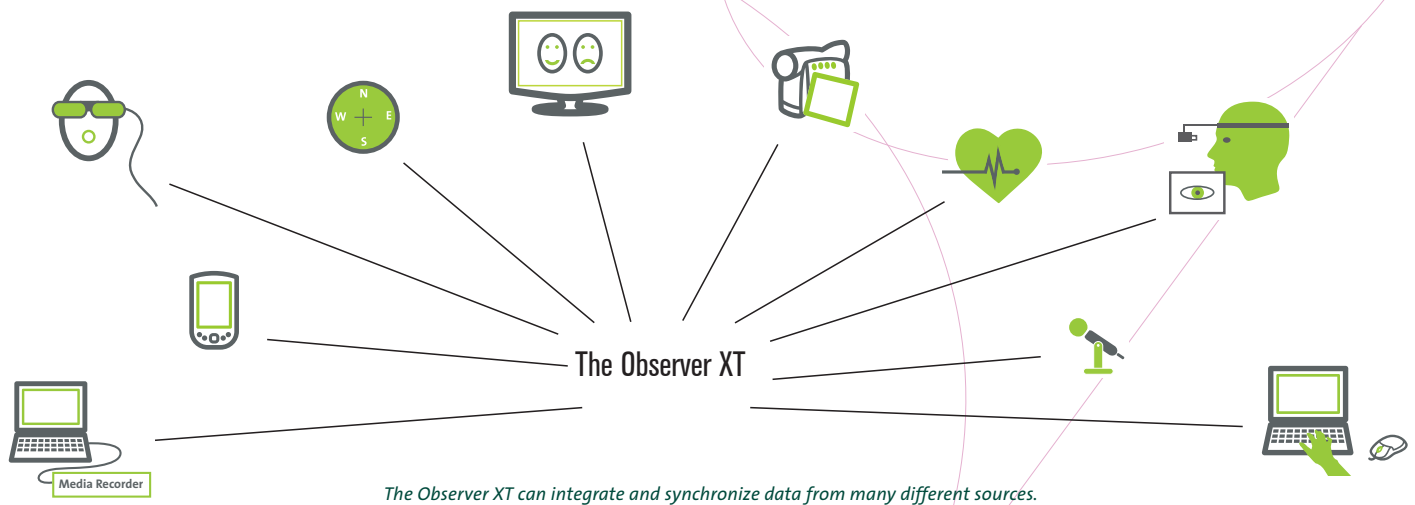 N
W E
S
The Observer XT
Media Recorder
The Observer XT can integrate and synchronize data from many different sources.